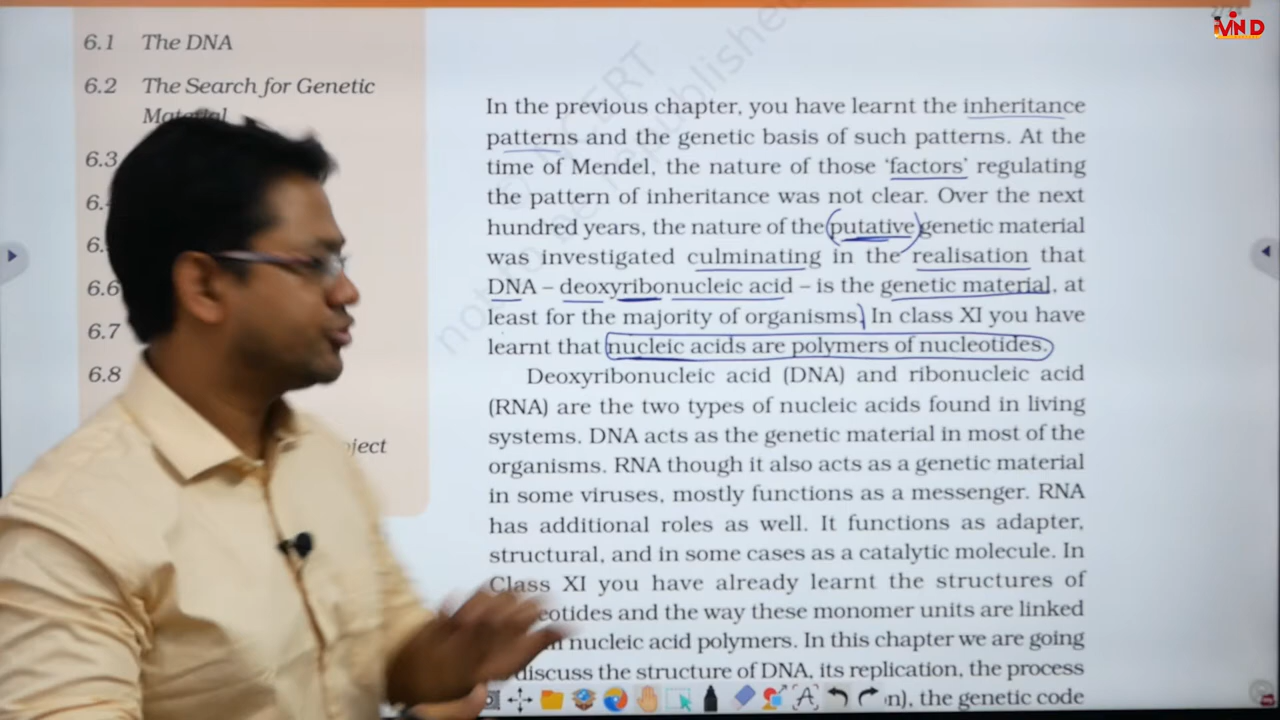 6.1 The DNA
6.2 The Search for Genetic
Material
6.3
6.6
6.7
6.8
In the previous chapter, you have learnt the inheritance
patterns and the genetic basis of such patterns. At the
time of Mendel, the nature of those ‘factors’ regulating
the pattern of inheritance was not clear. Over the next
hundred years, the nature of the putative genetic material
was investigated culminating in the realisation that
DNA – deoxyribonucleic acid – is the genetic material, at
least for the majority of organisms. In class XI you have
learnt that nucleic acids are polymers of nucleotides.
Deoxyribonucleic acid (DNA) and ribonucleic acid
(RNA) are the two types of nucleic acids found in living
systems. DNA acts as the genetic material in most of the
organisms. RNA though it also acts as a genetic material
in some viruses, mostly functions as a messenger. RNA
has additional roles as well. It functions as adapter,
structural, and in some cases as a catalytic molecule. In
Class XI you have already learnt the structures of
and the way these monomer units are linked
nucleic acid polymers. In this chapter we are going
discuss the structure of DNA, its replication, the process
the genetic code
not to be republished
NCERT